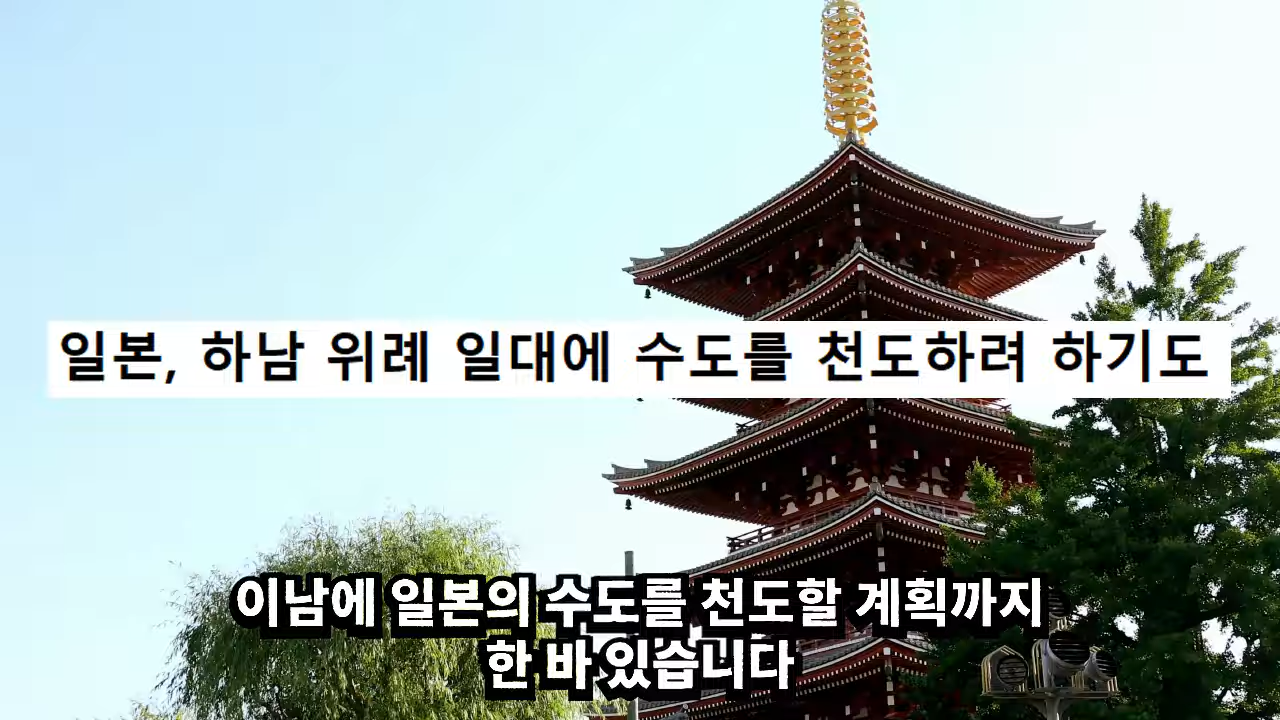 일본, 하남 위례 일대에 수도를 천도하려 하기도
이남에 일본의 수도를 천도할 계획까지
한 바 있습니다